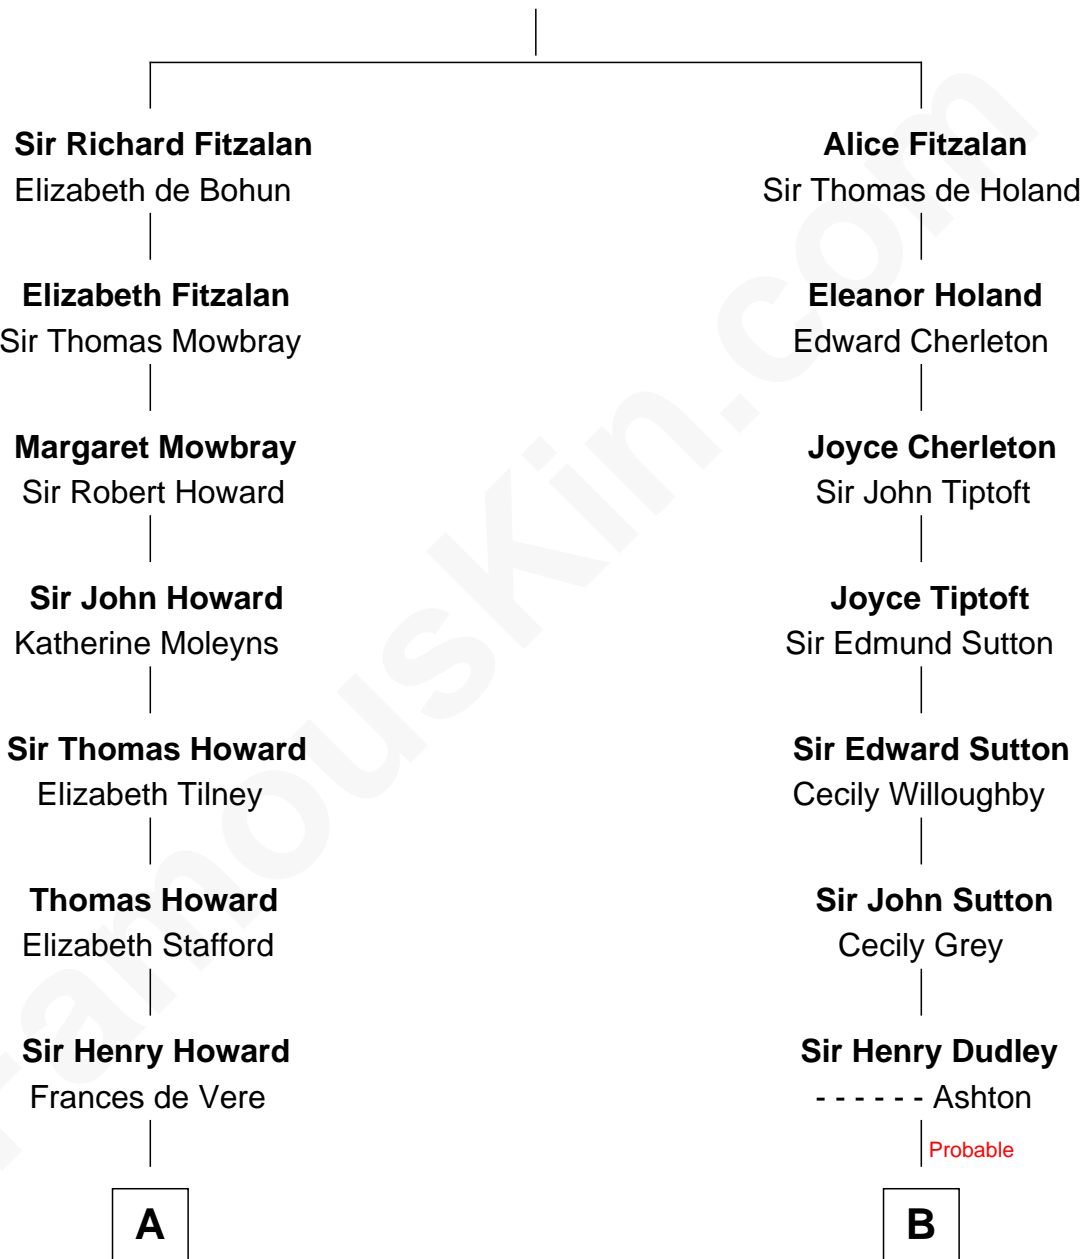 Sir Richard Fitzalan
Elizabeth de Bohun
Alice Fitzalan
Sir Thomas de Holand
Elizabeth Fitzalan
Sir Thomas Mowbray
Eleanor Holand
Edward Cherleton
Margaret Mowbray
Sir Robert Howard
Joyce Cherleton
Sir John Tiptoft
Sir John Howard
Katherine Moleyns
Joyce Tiptoft
Sir Edmund Sutton
Sir Thomas Howard
Elizabeth Tilney
Sir Edward Sutton
Cecily Willoughby
Thomas Howard
Elizabeth Stafford
Sir John Sutton
Cecily Grey
Sir Henry Howard
Frances de Vere
Sir Henry Dudley
- - - - - - Ashton
Probable
A
B
FamousKin.com